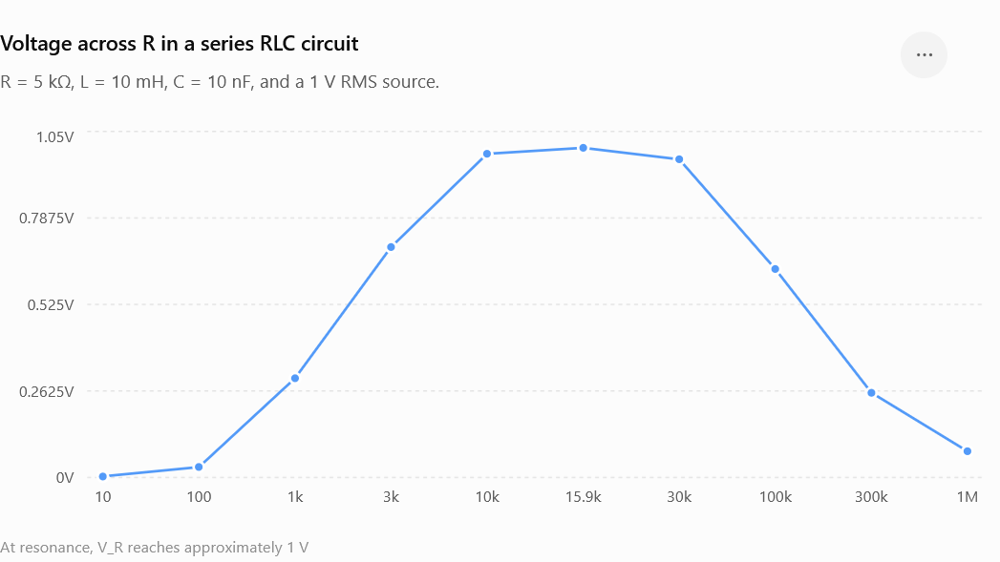 Voltage across R in a series RLC circuit
R = 5 kΩ, L = 10 mH, C = 10 nF, and a 1 V RMS source.
1.05V
0.7875V
0.525V
0.2625V
0V
10 100 1k 3k 10k 15.9k 30k 100k 300k 1M
At resonance, V_R reaches approximately 1 V